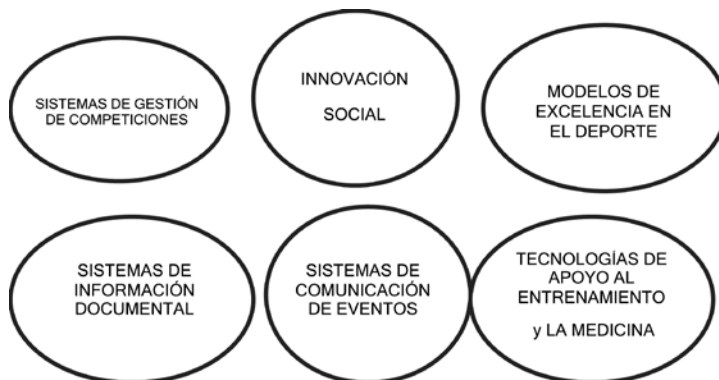 SISTEMAS DE GESTIÓN
DE COMPETICIONES
INNOVACIÓN
SOCIAL
MODELOS DE
EXCELENCIA EN
EL DEPORTE
SISTEMAS DE
INFORMACIÓN
DOCUMENTAL
SISTEMAS DE
COMUNICACIÓN
DE EVENTOS
TECNOLOGÍAS DE
APOYO AL
ENTRENAMIENTO
y LA MEDICINA